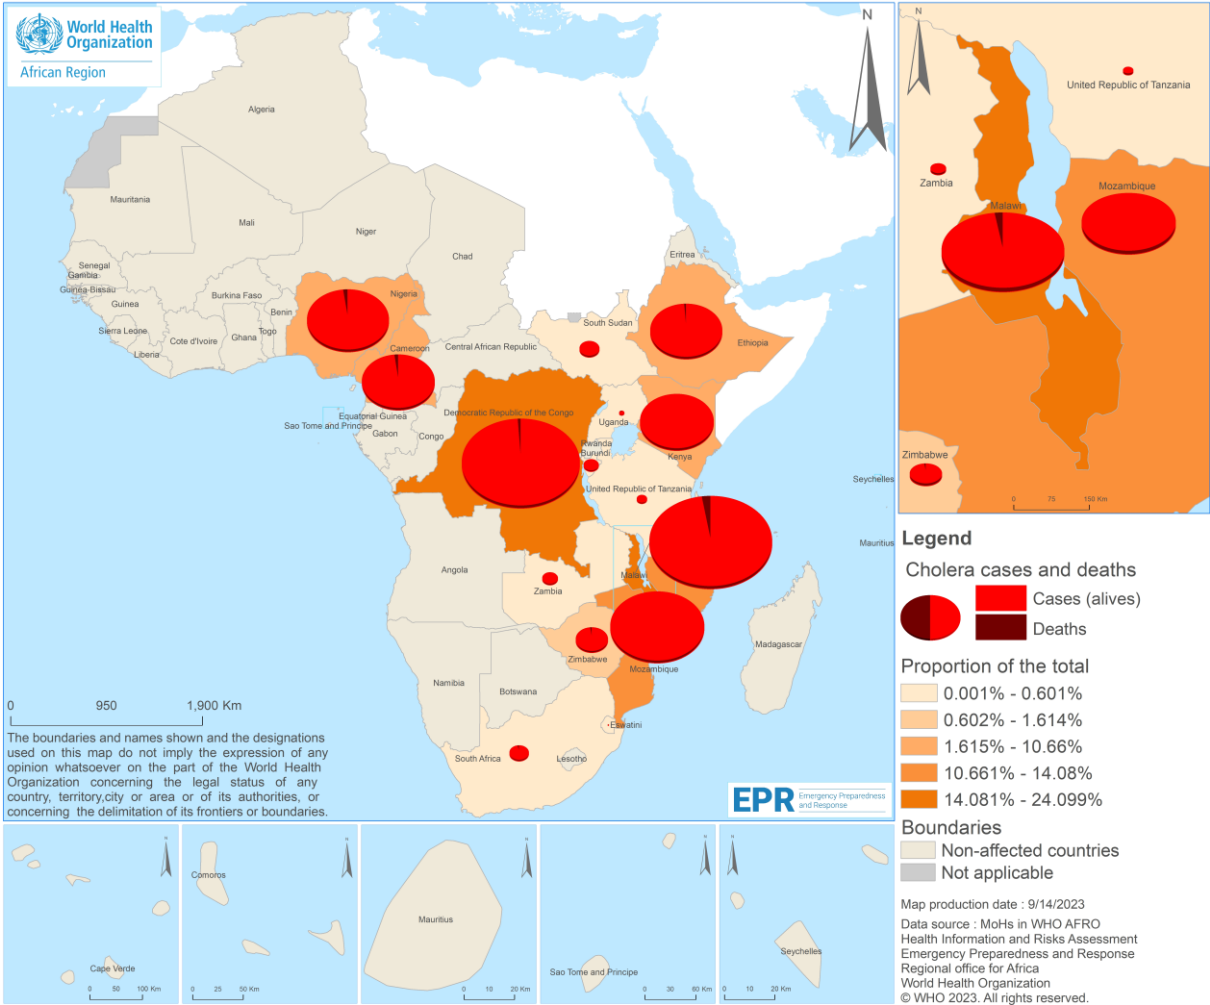 World Health
Organization
African Region
N
Algeria
Mauritania
Mali
Niger
Chad
Eritrea
Senegal
Gambia
Guinea-Bissau
Guinea
Sierra Leone
Liberia
Burkina Faso
Cote d'Ivoire
Ghana
Togo
Benin
Nigeria
Cameroon
Central African Republic
South Sudan
Ethiopia
Equatorial Guinea
Sao Tome and Principe
Gabon
Congo
Democratic Republic of the Congo
Uganda
Rwanda
Burundi
Kenya
United Republic of Tanzania
Seychelles
Mauritius
Angola
Zambia
Malawi
Zimbabwe
Mozambique
Madagascar
Namibia
Botswana
Eswatini
South Africa
Lesotho
0 950 1,900 Km
The boundaries and names shown and the designations
used on this map do not imply the expression of any
opinion whatsoever on the part of the World Health
Organization concerning the legal status of any
country, territory,city or area or of its authorities, or
concerning the delimitation of its frontiers or boundaries.
EPR Emergency Preparedness
and Response
N
United Republic of Tanzania
Zambia
Mozambique
Malawi
Zimbabwe
0 75 150 Km
Legend
Cholera cases and deaths
Cases (alives)
Deaths
Proportion of the total
0.001% - 0.601%
0.602% - 1.614%
1.615% - 10.66%
10.661% - 14.08%
14.081% - 24.099%
Boundaries
Non-affected countries
Not applicable
Map production date : 9/14/2023
Data source : MoHs in WHO AFRO
Health Information and Risks Assessment
Emergency Preparedness and Response
Regional office for Africa
World Health Organization
© WHO 2023. All rights reserved.
N
Cape Verde
0 50 100 Km
N
Comoros
0 25 50 Km
N
Mauritius
0 10 20 Km
N
Sao Tome and Principe
0 30 60 Km
N
Seychelles
0 10 20 Km